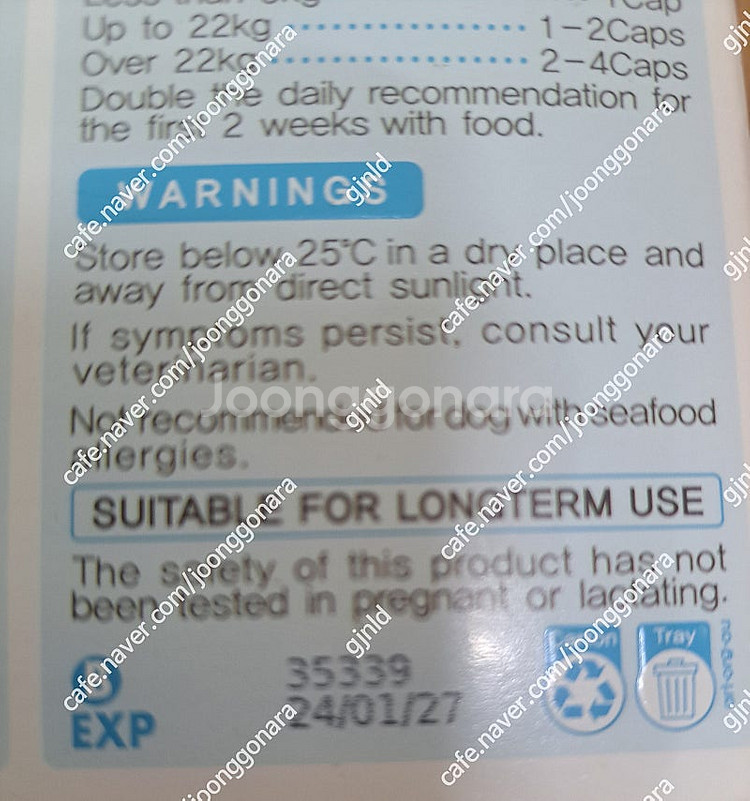 Up to 22kg 1-2Caps
Over 22kg 2-4Caps
Double the daily recommendation for
the first 2 weeks with food.
WARNINGS
Store below 25°C in a dry place and
away from direct sunlight.
If symptoms persist, consult your
veterinarian.
Not recommended for dog with seafood
allergies.
SUITABLE FOR LONGTERM USE
The safety of this product has not
been tested in pregnant or lactating.
B 35339
EXP 24/01/27
Carton Tray
Joonggonara
cafe.naver.com/joonggonara
gjnld